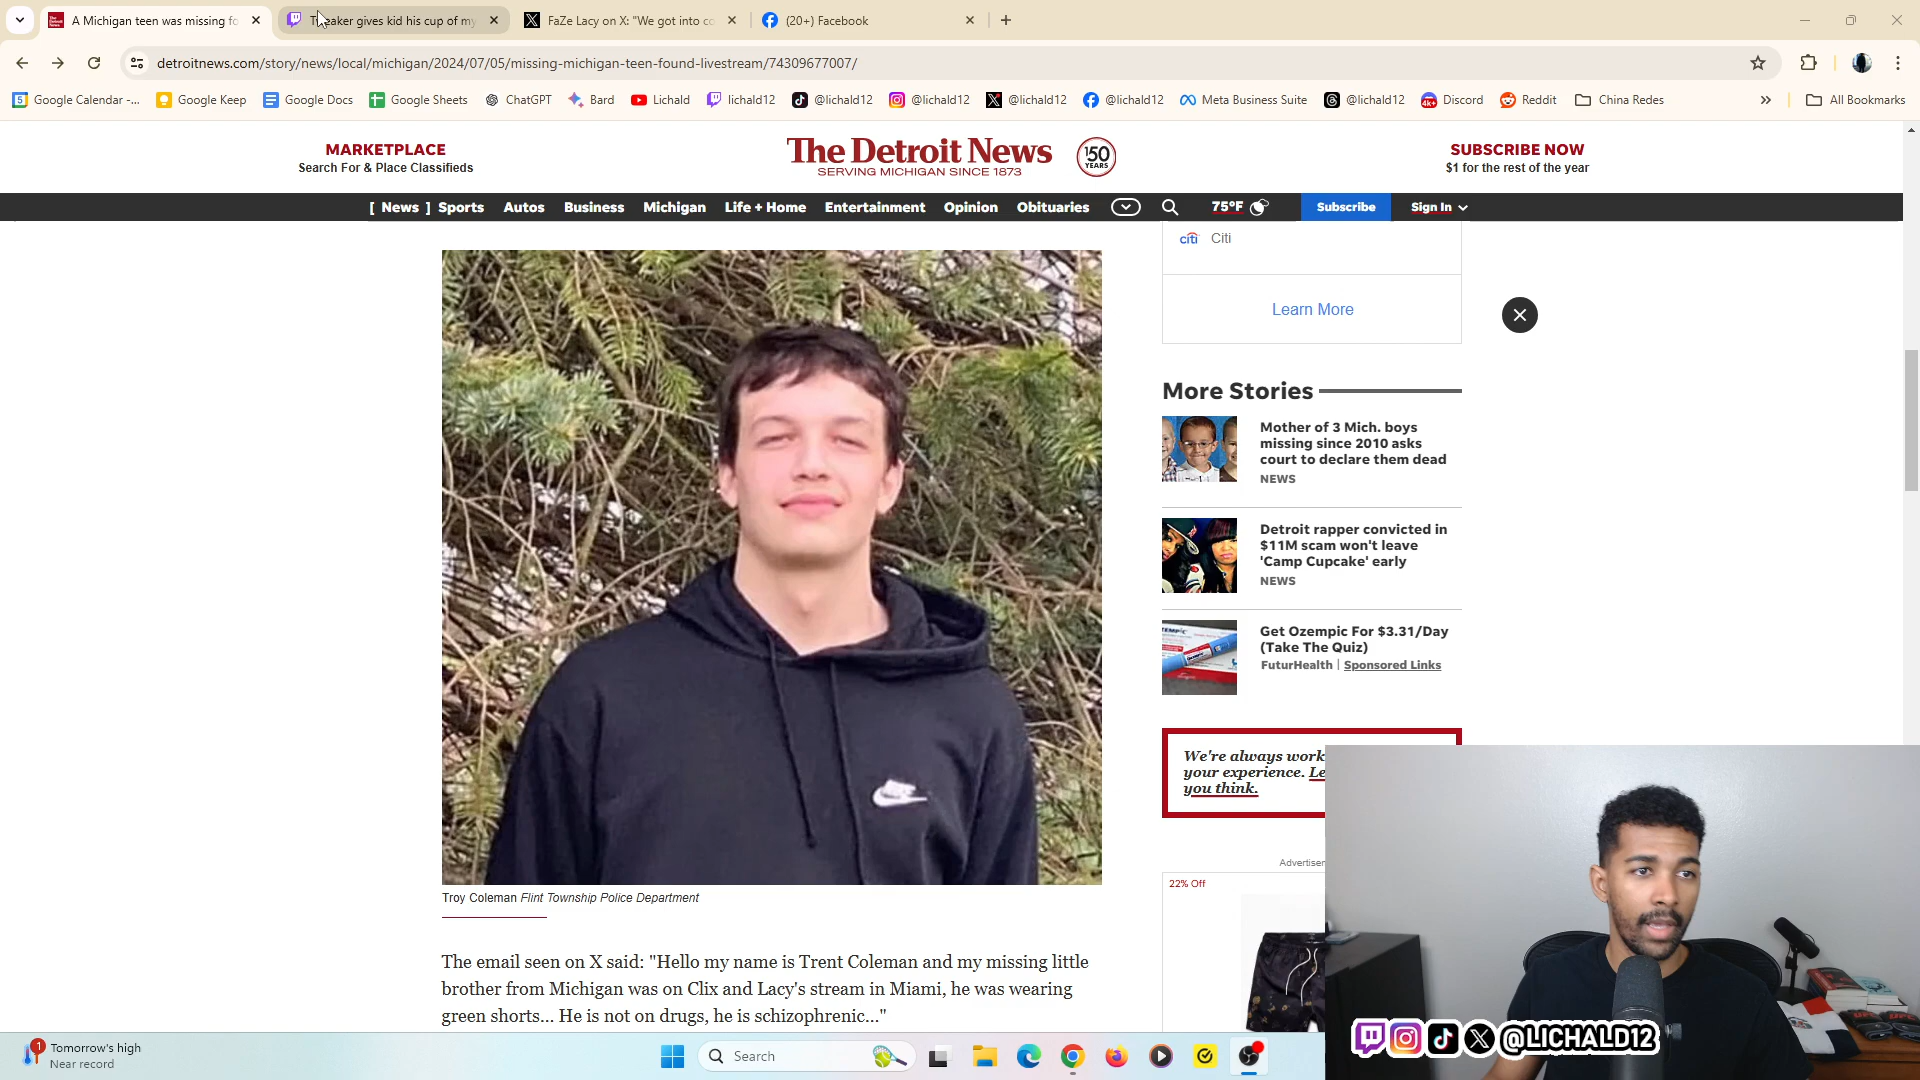 A Michigan teen was missing fo
eaker gives kid his cup of my
FaZe Lacy on X: "We got into co
(20+) Facebook
detroitnews.com/story/news/local/michigan/2024/07/05/missing-michigan-teen-found-livestream/74309677007/
Google Calendar -...
Google Keep
Google Docs
Google Sheets
ChatGPT
Bard
Lichald
lichald12
@lichald12
@lichald12
@lichald12
@lichald12
Meta Business Suite
@lichald12
Discord
Reddit
China Redes
All Bookmarks
MARKETPLACE
Search For & Place Classifieds
The Detroit News
SERVING MICHIGAN SINCE 1873
150
YEARS
SUBSCRIBE NOW
$1 for the rest of the year
[ News ] Sports Autos Business Michigan Life + Home Entertainment Opinion Obituaries
75°F
Subscribe
Sign In
citi Citi
Learn More
More Stories
Mother of 3 Mich. boys
missing since 2010 asks
court to declare them dead
NEWS
Detroit rapper convicted in
$11M scam won't leave
'Camp Cupcake' early
NEWS
Get Ozempic For $3.31/Day
(Take The Quiz)
FuturHealth | Sponsored Links
We're always work
your experience. Le
you think.
Advertiser
22% Off
Troy Coleman Flint Township Police Department
The email seen on X said: "Hello my name is Trent Coleman and my missing little
brother from Michigan was on Clix and Lacy's stream in Miami, he was wearing
green shorts... He is not on drugs, he is schizophrenic..."
@LICHALD12
1
Tomorrow's high
Near record
Search